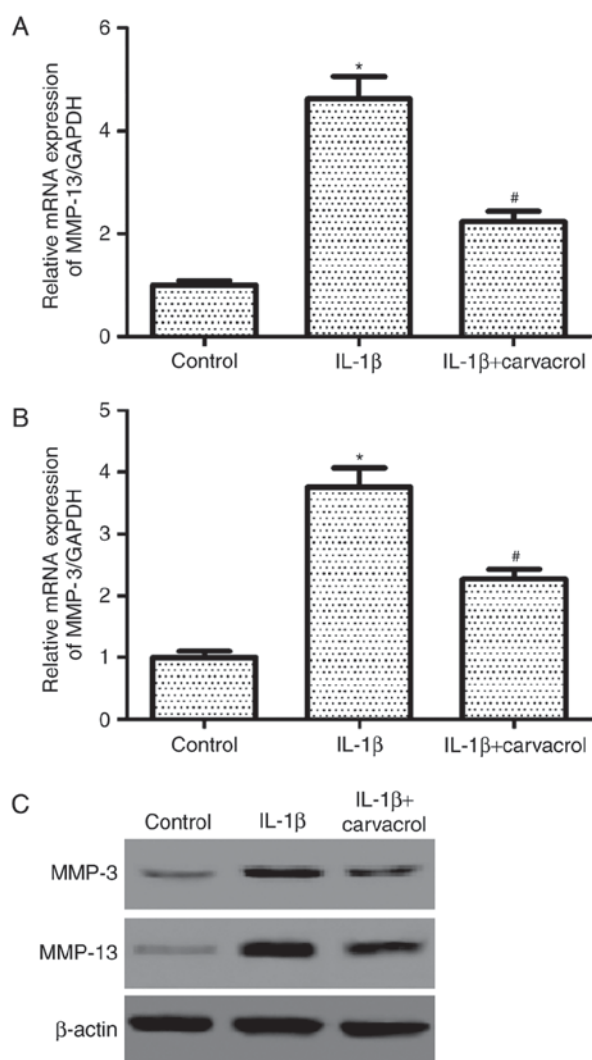 A
Relative mRNA expression
of MMP-13/GAPDH
6
4
2
0
*
#
Control
IL-1β
IL-1β+carvacrol
B
Relative mRNA expression
of MMP-3/GAPDH
5
4
3
2
1
0
*
#
Control
IL-1β
IL-1β+carvacrol
C
Control
IL-1β
IL-1β+
carvacrol
MMP-3
MMP-13
β-actin